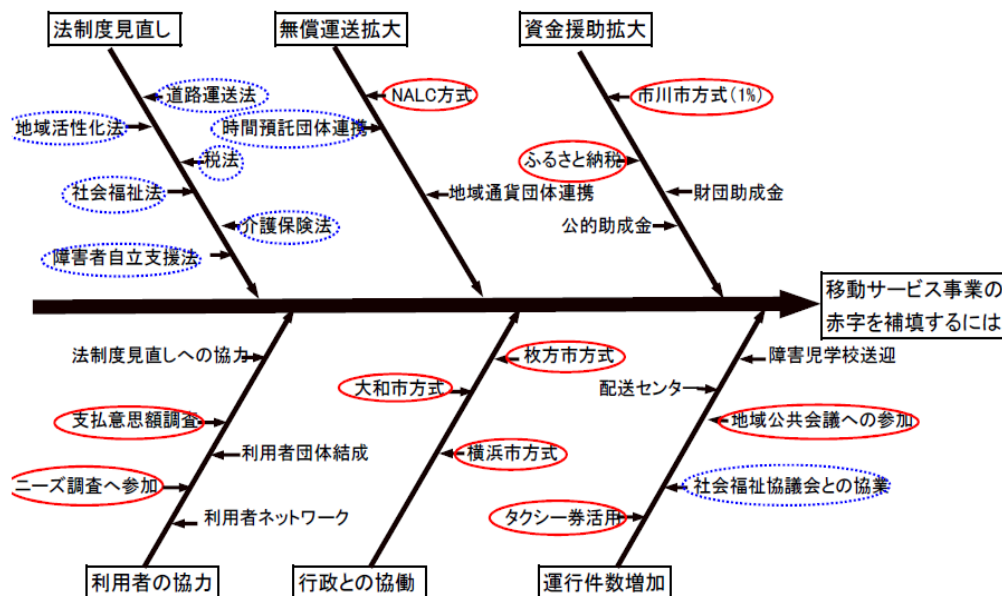 法制度見直し
無償運送拡大
資金援助拡大
道路運送法
地域活性化法
税法
社会福祉法
介護保険法
障害者自立支援法
NALC方式
時間預託団体連携
地域通貨団体連携
市川市方式(1%)
ふるさと納税
財団助成金
公的助成金
移動サービス事業の
赤字を補填するには
法制度見直しへの協力
支払意思額調査
利用者団体結成
ニーズ調査へ参加
利用者ネットワーク
枚方市方式
大和市方式
横浜市方式
障害児学校送迎
配送センター
地域公共会議への参加
社会福祉協議会との協業
タクシー券活用
利用者の協力
行政との協働
運行件数増加